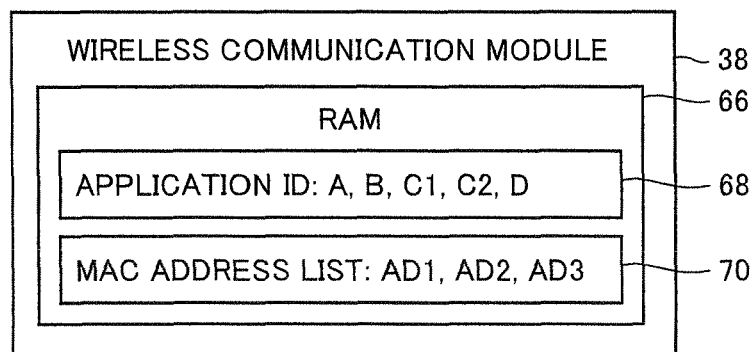 WIRELESS COMMUNICATION MODULE
38
66
RAM
APPLICATION ID: A, B, C1, C2, D
68
MAC ADDRESS LIST: AD1, AD2, AD3
70